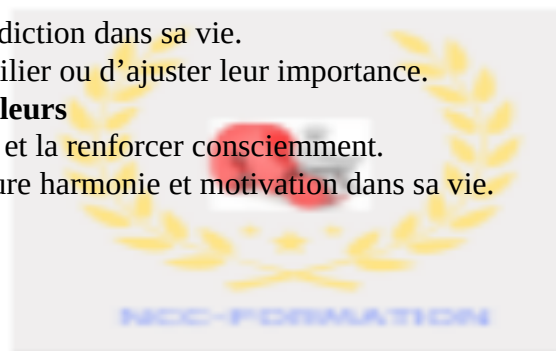 diction dans sa vie.
ilier ou d’ajuster leur importance.
leurs
et la renforcer consciemment.
ure harmonie et motivation dans sa vie.
NCC-FORMATION